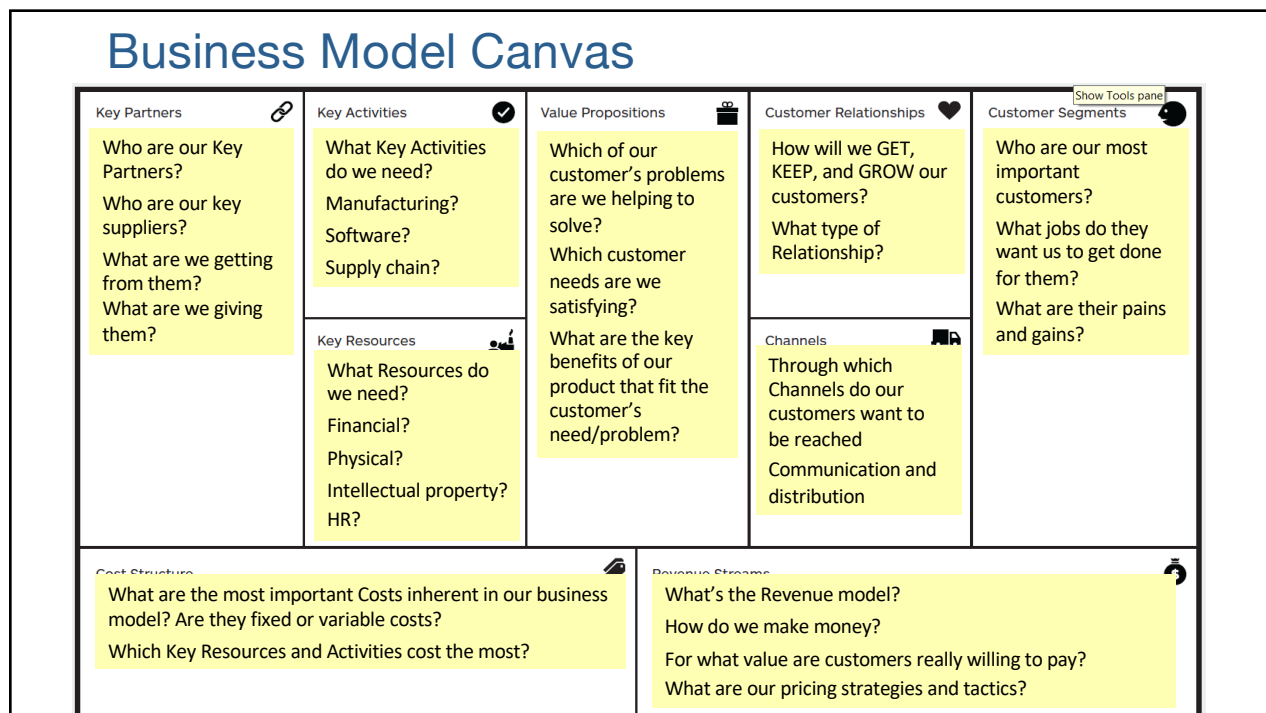 Business Model Canvas
Key Partners
Who are our Key
Partners?
Who are our key
suppliers?
What are we getting
from them?
What are we giving
them?
Key Activities
What Key Activities
do we need?
Manufacturing?
Software?
Supply chain?
Key Resources
What Resources do
we need?
Financial?
Physical?
Intellectual property?
HR?
Value Propositions
Which of our
customer's problems
are we helping to
solve?
Which customer
needs are we
satisfying?
What are the key
benefits of our
product that fit the
customer's
need/problem?
Customer Relationships
How will we GET,
KEEP, and GROW our
customers?
What type of
Relationship?
Channels
Through which
Channels do our
customers want to
be reached
Communication and
distribution
Show Tools pane
Customer Segments
Who are our most
important
customers?
What jobs do they
want us to get done
for them?
What are their pains
and gains?
Cost Structure
What are the most important Costs inherent in our business
model? Are they fixed or variable costs?
Which Key Resources and Activities cost the most?
Revenue Streams
What's the Revenue model?
How do we make money?
For what value are customers really willing to pay?
What are our pricing strategies and tactics?